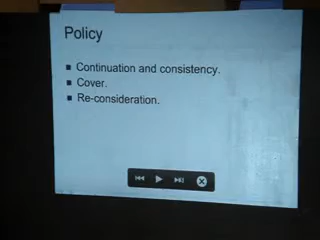 Policy
Continuation and consistency.
Cover.
Re-consideration.